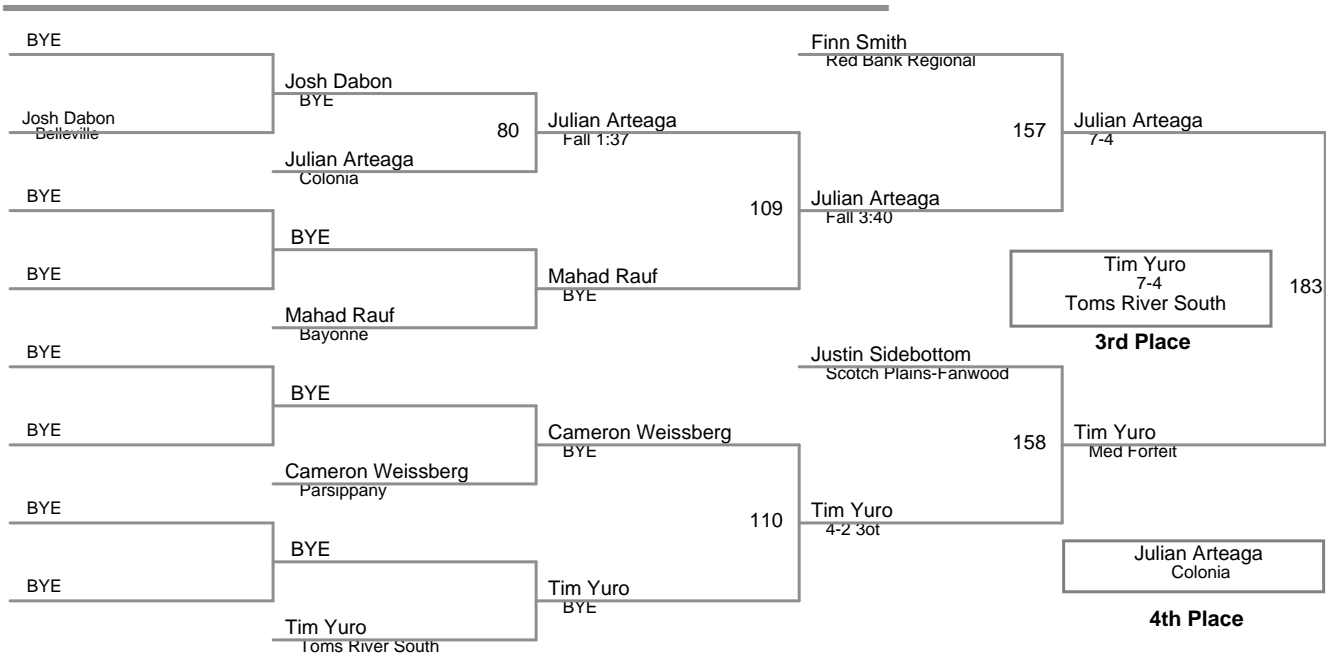 BYE
Finn Smith
Red Bank Regional
Josh Dabon
BYE
Josh Dabon
Belleville
80
Julian Arteaga
Fall 1:37
157
Julian Arteaga
7-4
Julian Arteaga
Colonia
BYE
109
Julian Arteaga
Fall 3:40
BYE
BYE
Mahad Rauf
BYE
Tim Yuro
7-4
Toms River South
183
Mahad Rauf
Bayonne
3rd Place
BYE
Justin Sidebottom
Scotch Plains-Fanwood
BYE
BYE
Cameron Weissberg
BYE
158
Tim Yuro
Med Forfeit
Cameron Weissberg
Parsippany
BYE
110
Tim Yuro
4-2 3ot
BYE
Julian Arteaga
Colonia
BYE
Tim Yuro
BYE
4th Place
Tim Yuro
Toms River South